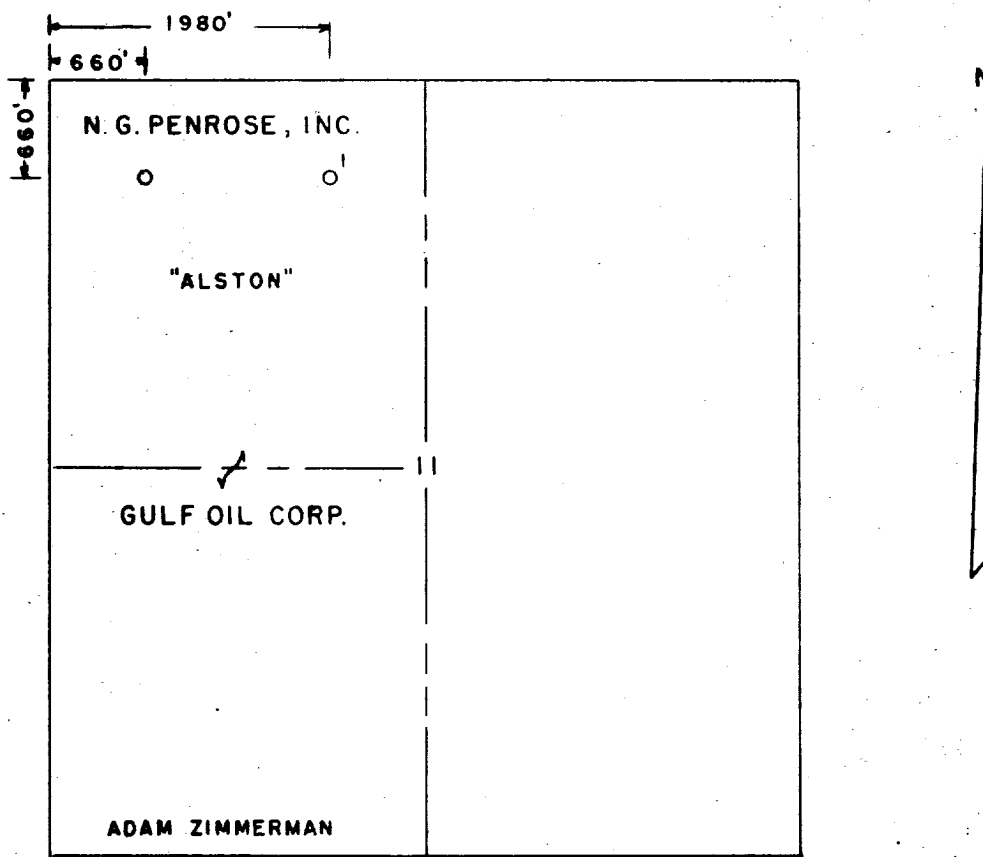 1980'
660'
N
660'
N. G. PENROSE, INC.
1
"ALSTON"
11
GULF OIL CORP.
ADAM ZIMMERMAN